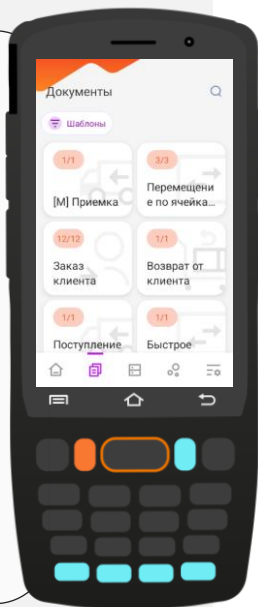 Документы
Шаблоны
1/1
3/3
[М] Приемка
Перемещени
е по ячейка...
12/12
1/1
Заказ
клиента
Возврат от
клиента
1/1
1/1
Поступление
Быстрое